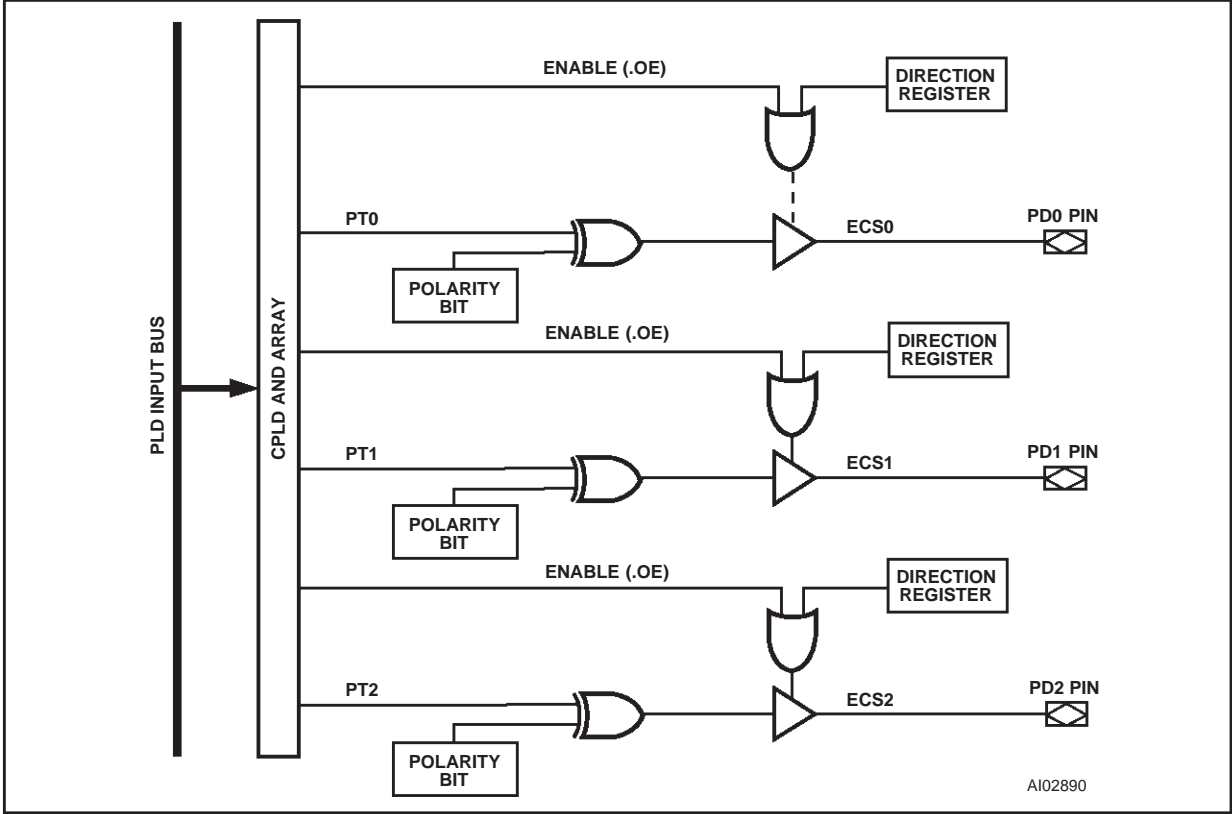 ENABLE (.OE)
DIRECTION
REGISTER
PT0
ECS0
PD0 PIN
POLARITY
BIT
ENABLE (.OE)
DIRECTION
REGISTER
PLD INPUT BUS
CPLD AND ARRAY
PT1
ECS1
PD1 PIN
POLARITY
BIT
ENABLE (.OE)
DIRECTION
REGISTER
PT2
ECS2
PD2 PIN
POLARITY
BIT
AI02890